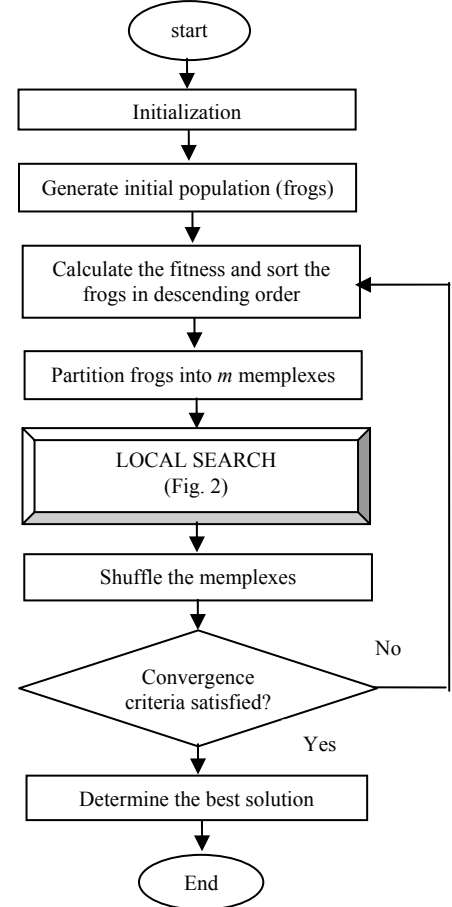 start
Initialization
Generate initial population (frogs)
Calculate the fitness and sort the
frogs in descending order
Partition frogs into m memplexes
LOCAL SEARCH
(Fig. 2)
Shuffle the memplexes
No
Convergence
criteria satisfied?
Yes
Determine the best solution
End